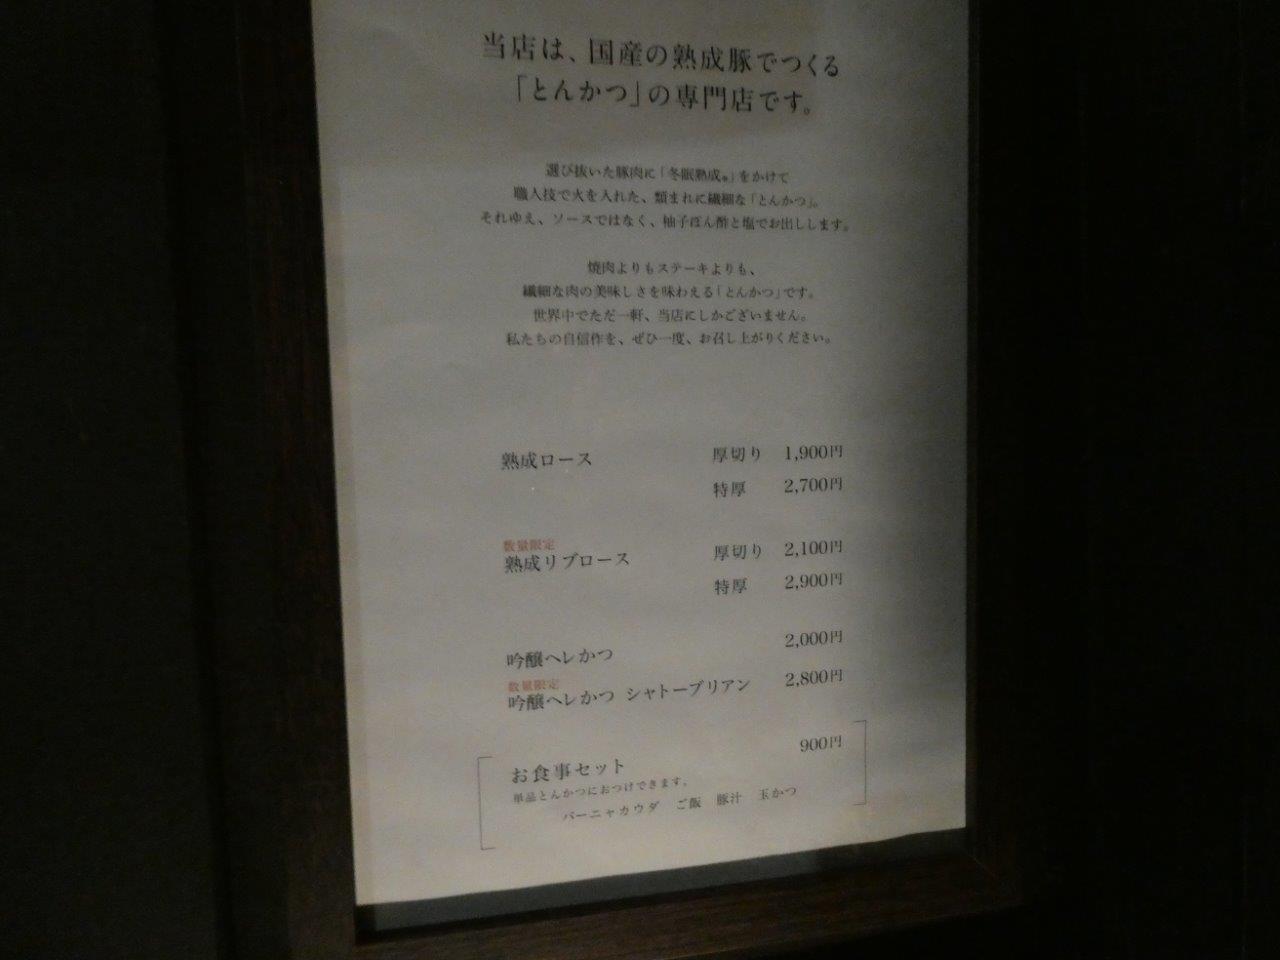 当店は、国産の熟成豚でつくる
「とんかつ」の専門店です。
選び抜いた豚肉に「冬眠熟成®」をかけて
職人技で火を入れた、類まれに繊細な「とんかつ」。
それゆえ、ソースではなく、柚子ぽん酢と塩でお出しします。
焼肉よりもステーキよりも、
繊細な肉の美味しさを味わえる「とんかつ」です。
世界中でただ一軒、当店にしかございません。
私たちの自信作を、ぜひ一度、お召し上がりください。
熟成ロース 厚切り 1,900円
特厚 2,700円
数量限定
熟成リブロース 厚切り 2,100円
特厚 2,900円
吟醸ヘレかつ 2,000円
数量限定
吟醸ヘレかつ シャトーブリアン 2,800円
お食事セット 900円
単品とんかつにおつけできます。
バーニャカウダ ご飯 豚汁 玉かつ